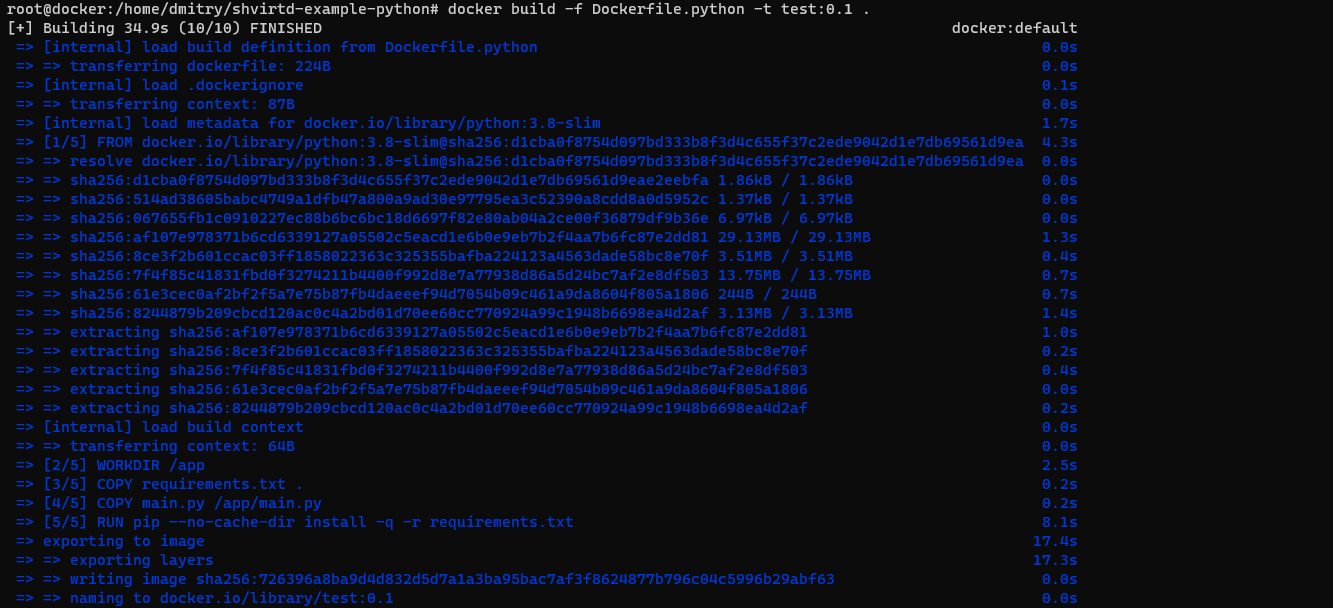 root@docker:/home/dmitry/shvirtd-example-python# docker build -f Dockerfile.python -t test:0.1 .
[+] Building 34.9s (10/10) FINISHED docker:default
=> [internal] load build definition from Dockerfile.python 0.0s
=> => transferring dockerfile: 224B 0.0s
=> [internal] load .dockerignore 0.1s
=> => transferring context: 87B 0.0s
=> [internal] load metadata for docker.io/library/python:3.8-slim 1.7s
=> [1/5] FROM docker.io/library/python:3.8-slim@sha256:d1cba0f8754d097bd333b8f3d4c655f37c2ede9042d1e7db69561d9ea 4.3s
=> => resolve docker.io/library/python:3.8-slim@sha256:d1cba0f8754d097bd333b8f3d4c655f37c2ede9042d1e7db69561d9ea 0.0s
=> => sha256:d1cba0f8754d097bd333b8f3d4c655f37c2ede9042d1e7db69561d9eae2eebfa 1.86kB / 1.86kB 0.0s
=> => sha256:514ad38605babc4749a1dfb47a800a9ad30e97795ea3c52390a8cdd8a0d5952c 1.37kB / 1.37kB 0.0s
=> => sha256:067655fb1c0910227ec88b6bc6bc18d6697f82e80ab04a2ce00f36879df9b36e 6.97kB / 6.97kB 0.0s
=> => sha256:af107e978371b6cd6339127a05502c5eacd1e6b0e9eb7b2f4aa7b6fc87e2dd81 29.13MB / 29.13MB 1.3s
=> => sha256:8ce3f2b601ccac03ff1858022363c325355bafba224123a4563dade58bc8e70f 3.51MB / 3.51MB 0.4s
=> => sha256:7f4f85c41831fbd0f3274211b4400f992d8e7a77938d86a5d24bc7af2e8df503 13.75MB / 13.75MB 0.7s
=> => sha256:61e3cec0af2bf2f5a7e75b87fb4daeeef94d7054b09c461a9da8604f805a1806 244B / 244B 0.7s
=> => sha256:8244879b209cbcd120ac0c4a2bd01d70ee60cc770924a99c1948b6698ea4d2af 3.13MB / 3.13MB 1.4s
=> => extracting sha256:af107e978371b6cd6339127a05502c5eacd1e6b0e9eb7b2f4aa7b6fc87e2dd81 1.0s
=> => extracting sha256:8ce3f2b601ccac03ff1858022363c325355bafba224123a4563dade58bc8e70f 0.2s
=> => extracting sha256:7f4f85c41831fbd0f3274211b4400f992d8e7a77938d86a5d24bc7af2e8df503 0.4s
=> => extracting sha256:61e3cec0af2bf2f5a7e75b87fb4daeeef94d7054b09c461a9da8604f805a1806 0.0s
=> => extracting sha256:8244879b209cbcd120ac0c4a2bd01d70ee60cc770924a99c1948b6698ea4d2af 0.2s
=> [internal] load build context 0.0s
=> => transferring context: 64B 0.0s
=> [2/5] WORKDIR /app 2.5s
=> [3/5] COPY requirements.txt . 0.2s
=> [4/5] COPY main.py /app/main.py 0.2s
=> [5/5] RUN pip --no-cache-dir install -q -r requirements.txt 8.1s
=> exporting to image 17.4s
=> => exporting layers 17.3s
=> => writing image sha256:726396a8ba9d4d832d5d7a1a3ba95bac7af3f8624877b796c04c5996b29abf63 0.0s
=> => naming to docker.io/library/test:0.1 0.0s